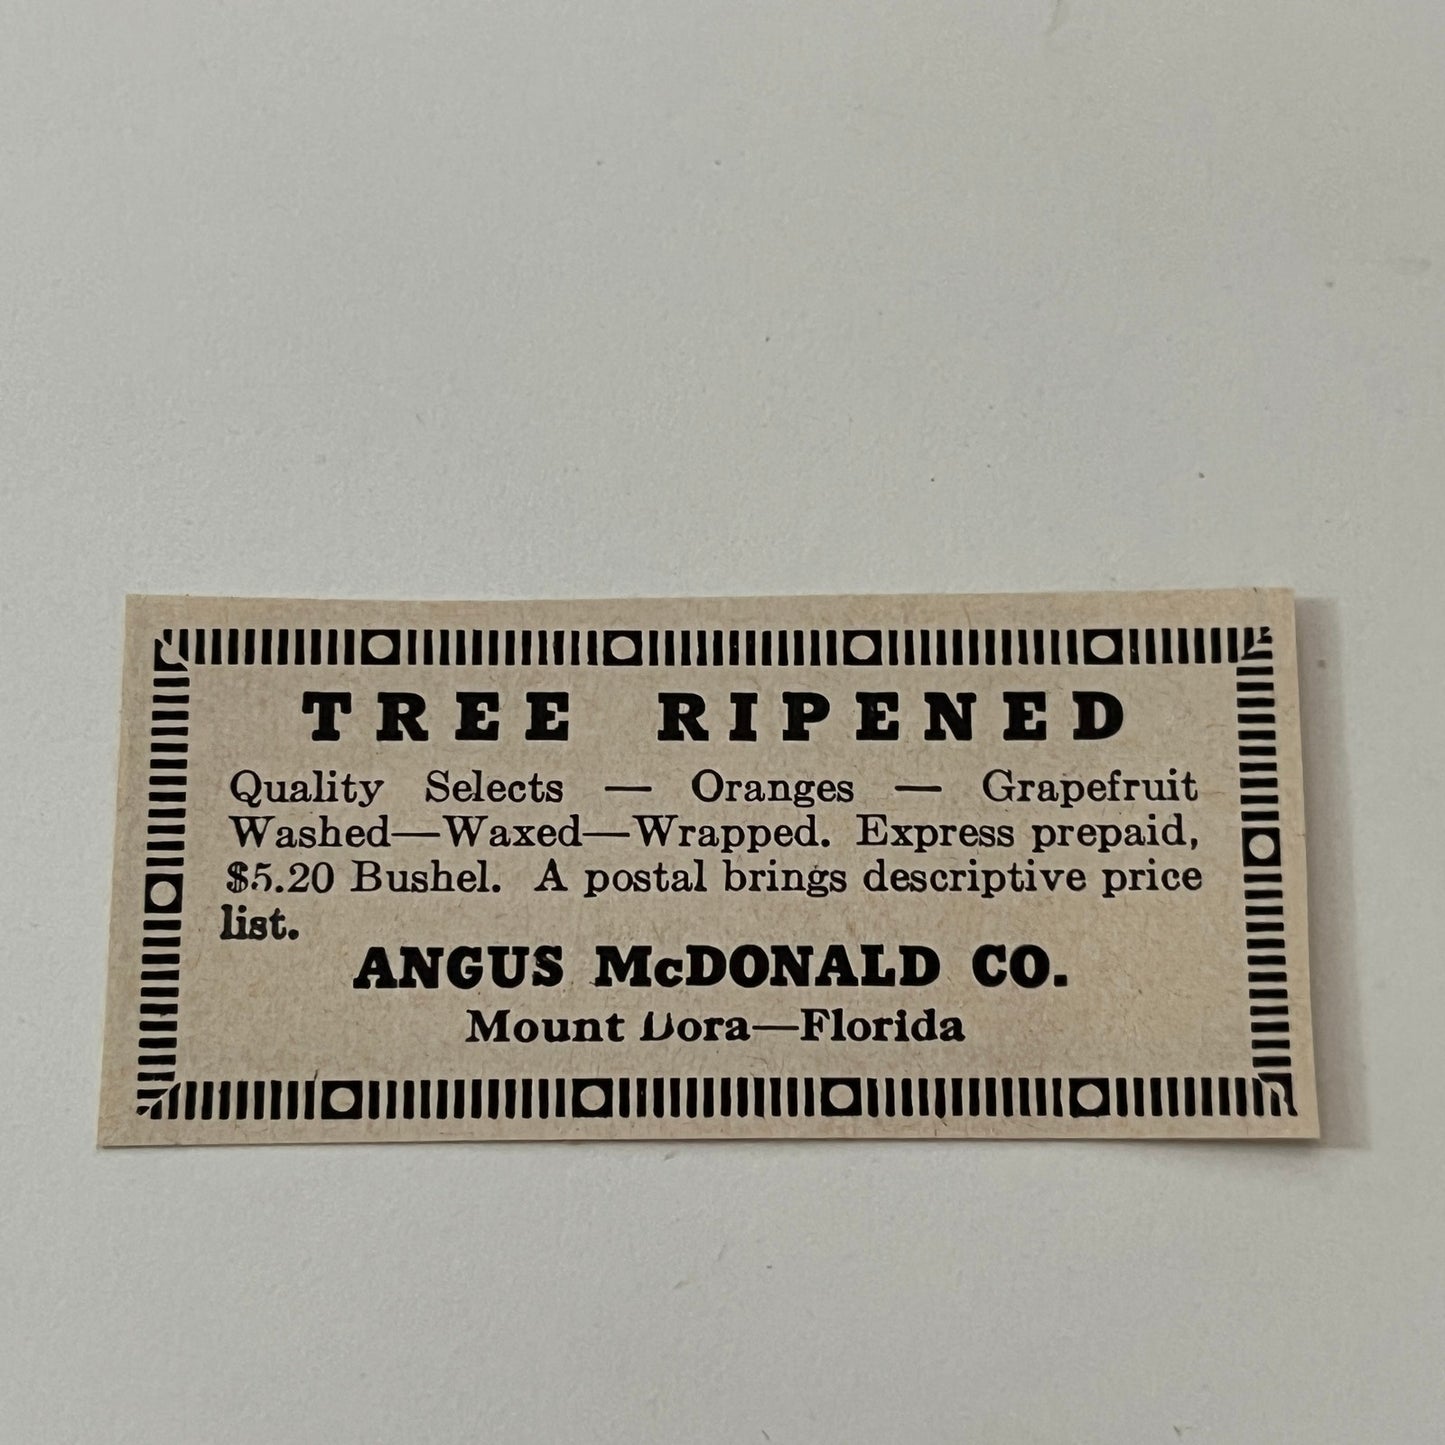 TREE RIPENED
Quality Selects — Oranges — Grapefruit
Washed—Waxed—Wrapped. Express prepaid,
$5.20 Bushel. A postal brings descriptive price
list.
ANGUS McDONALD CO.
Mount Dora—Florida